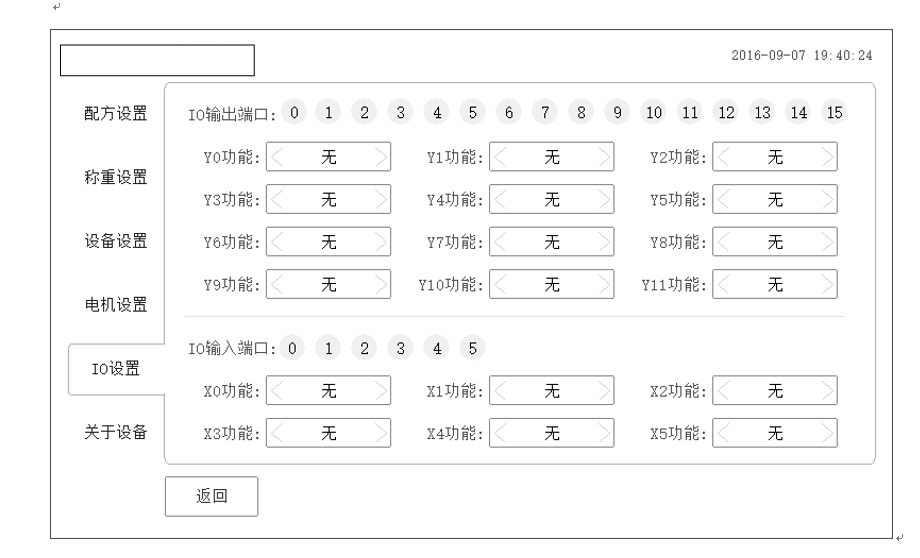 2016-09-07 19:40:24
配方设置
称重设置
设备设置
电机设置
IO设置
关于设备
IO输出端口: 0 1 2 3 4 5 6 7 8 9 10 11 12 13 14 15
Y0功能: 无 Y1功能: 无 Y2功能: 无
Y3功能: 无 Y4功能: 无 Y5功能: 无
Y6功能: 无 Y7功能: 无 Y8功能: 无
Y9功能: 无 Y10功能: 无 Y11功能: 无
IO输入端口: 0 1 2 3 4 5
X0功能: 无 X1功能: 无 X2功能: 无
X3功能: 无 X4功能: 无 X5功能: 无
返回